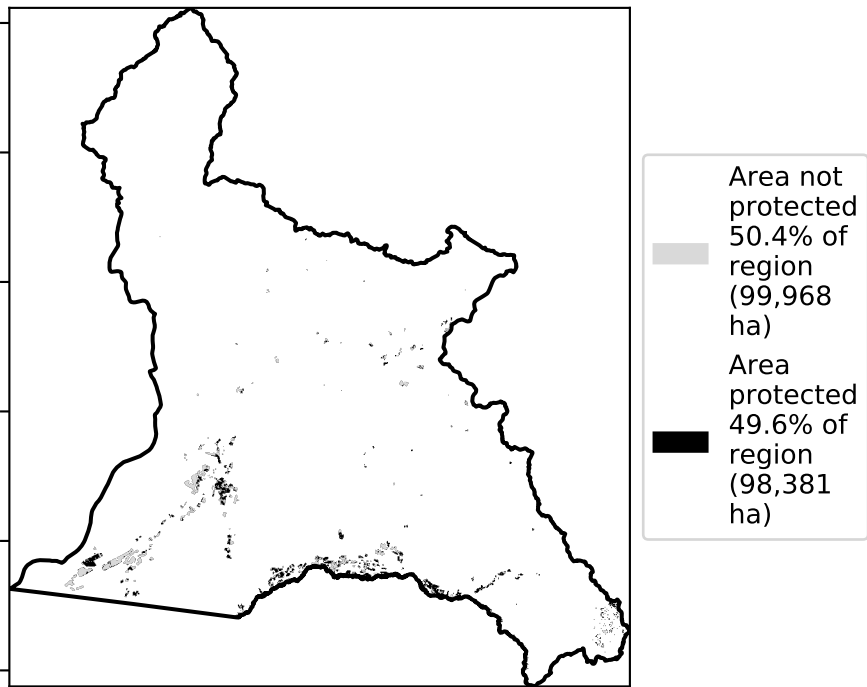 Area not
protected
50.4% of
region
(99,968
ha)
Area
protected
49.6% of
region
(98,381
ha)